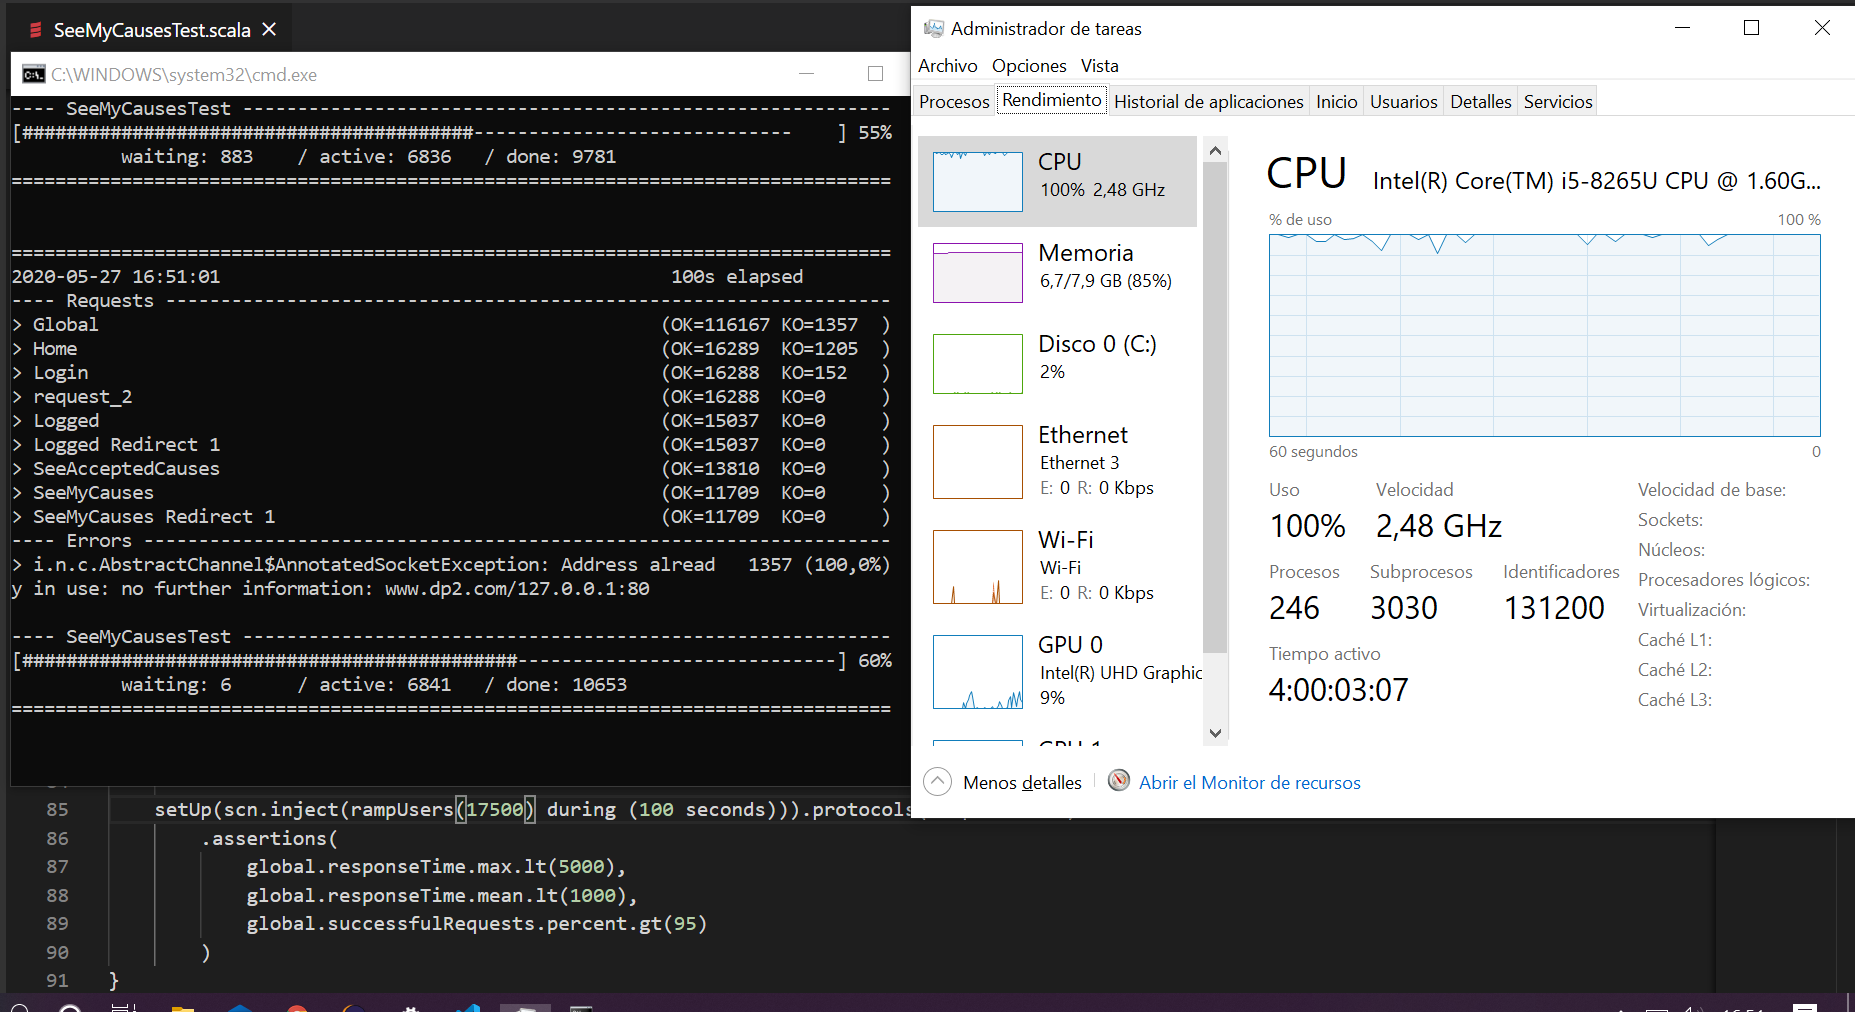 SeeMyCausesTest.scala
C:\WINDOWS\system32\cmd.exe
---- SeeMyCausesTest -----------------------------------------------------------
[##########################################-----------------------------    ] 55%
waiting: 883    / active: 6836   / done: 9781
================================================================================
================================================================================
2020-05-27 16:51:01                                         100s elapsed
---- Requests ------------------------------------------------------------------
> Global                                                   (OK=116167 KO=1357  )
> Home                                                     (OK=16289  KO=1205  )
> Login                                                    (OK=16288  KO=152   )
> request_2                                                (OK=16288  KO=0     )
> Logged                                                   (OK=15037  KO=0     )
> Logged Redirect 1                                        (OK=15037  KO=0     )
> SeeAcceptedCauses                                        (OK=13810  KO=0     )
> SeeMyCauses                                              (OK=11709  KO=0     )
> SeeMyCauses Redirect 1                                   (OK=11709  KO=0     )
---- Errors --------------------------------------------------------------------
> i.n.c.AbstractChannel$AnnotatedSocketException: Address alread   1357 (100,0%)
y in use: no further information: www.dp2.com/127.0.0.1:80
---- SeeMyCausesTest -----------------------------------------------------------
[##############################################-----------------------------] 60%
waiting: 6      / active: 6841   / done: 10653
================================================================================
85 setUp(scn.inject(rampUsers(17500) during (100 seconds))).protocols
86 .assertions(
87 global.responseTime.max.lt(5000),
88 global.responseTime.mean.lt(1000),
89 global.successfulRequests.percent.gt(95)
90 )
91 }
Administrador de tareas
Archivo Opciones Vista
Procesos Rendimiento Historial de aplicaciones Inicio Usuarios Detalles Servicios
CPU
100% 2,48 GHz
Memoria
6,7/7,9 GB (85%)
Disco 0 (C:)
2%
Ethernet
Ethernet 3
E: 0 R: 0 Kbps
Wi-Fi
Wi-Fi
E: 0 R: 0 Kbps
GPU 0
Intel(R) UHD Graphic
9%
GPU 1
CPU Intel(R) Core(TM) i5-8265U CPU @ 1.60G...
% de uso 100 %
60 segundos 0
Uso Velocidad
100% 2,48 GHz
Procesos Subprocesos Identificadores
246 3030 131200
Tiempo activo
4:00:03:07
Velocidad de base:
Sockets:
Núcleos:
Procesadores lógicos:
Virtualización:
Caché L1:
Caché L2:
Caché L3:
Menos detalles Abrir el Monitor de recursos